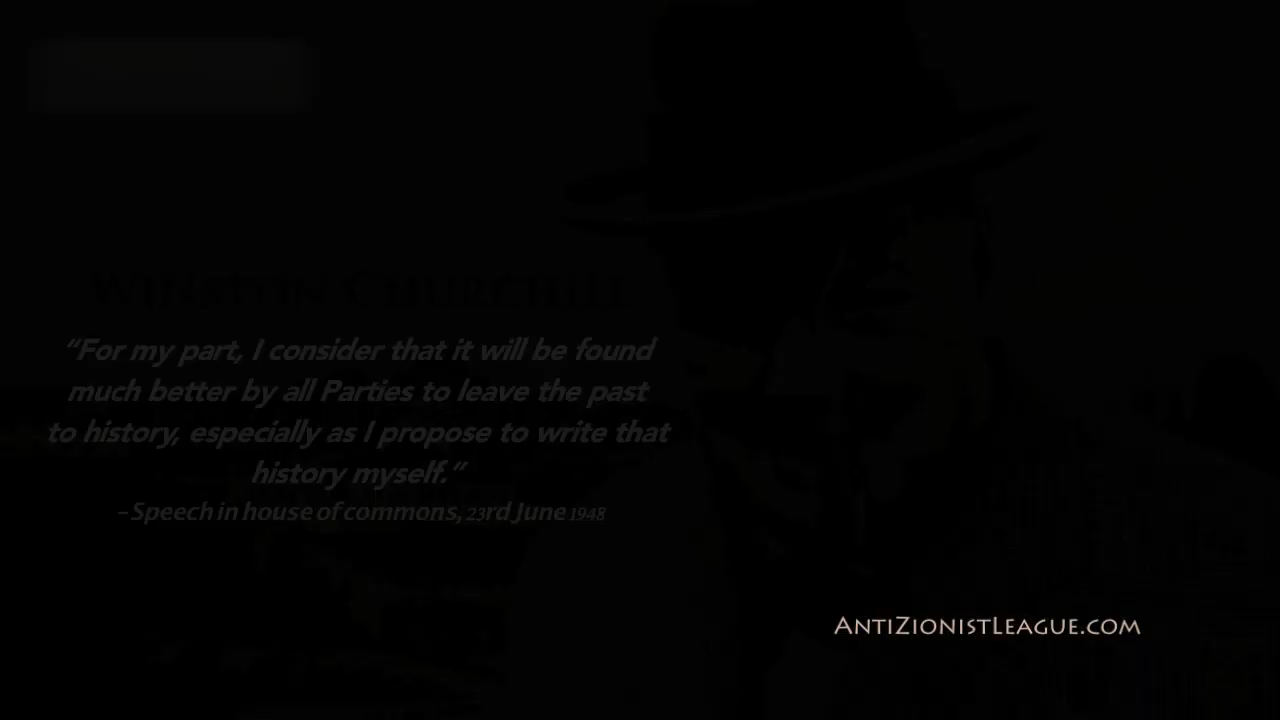 WINSTON CHURCHILL
“For my part, I consider that it will be found
much better by all Parties to leave the past
to history, especially as I propose to write that
history myself.”
–Speech in house of commons, 23rd June 1948
ANTIZIONISTLEAGUE.COM